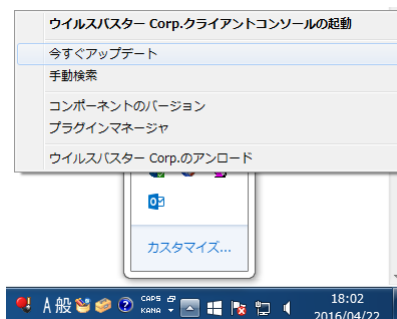 ウイルスバスター Corp.クライアントコンソールの起動
今すぐアップデート
手動検索
コンポーネントのバージョン
プラグインマネージャ
ウイルスバスター Corp.のアンロード
カスタマイズ...
A 般 CAPS KANA 18:02
2016/04/22